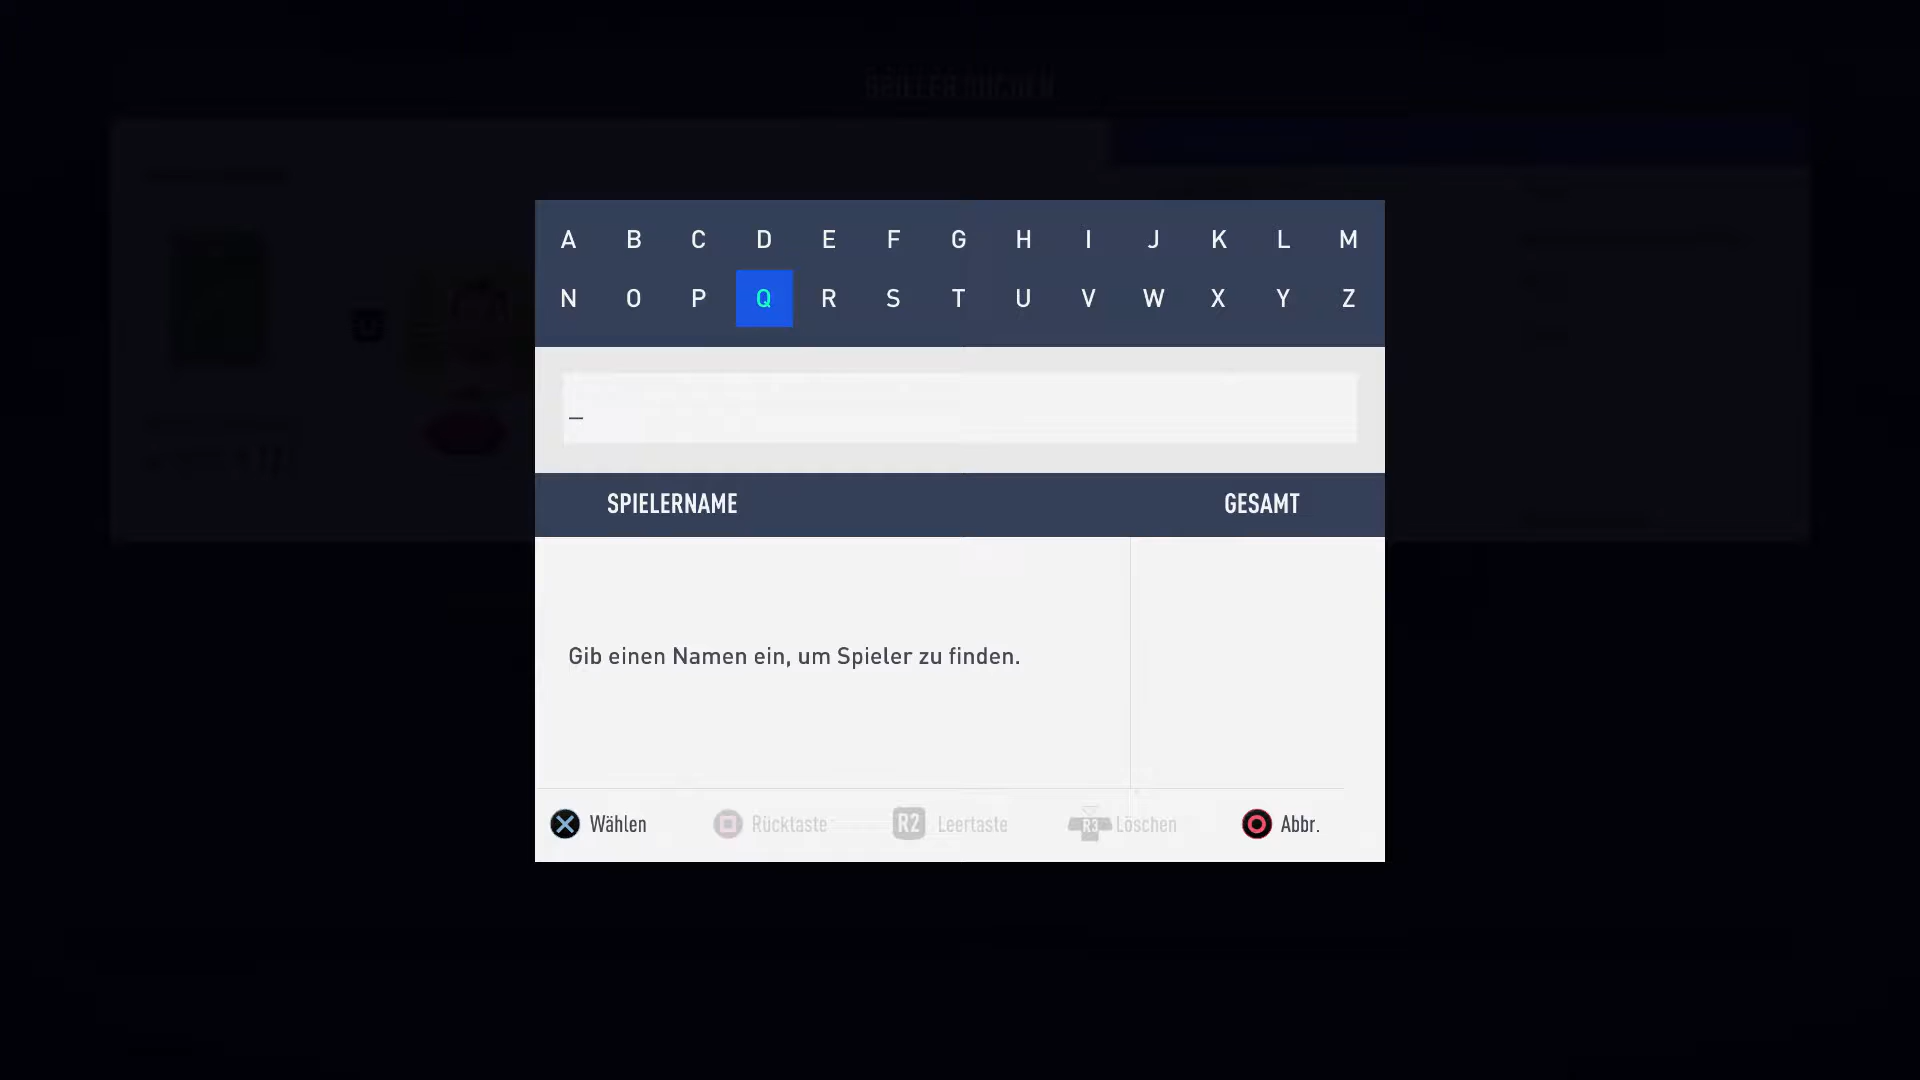 A B C D E F G H I J K L M
N O P Q R S T U V W X Y Z
_
SPIELERNAME GESAMT
Gib einen Namen ein, um Spieler zu finden.
Wählen Rücktaste R2 Leertaste R3 Löschen Abbr.